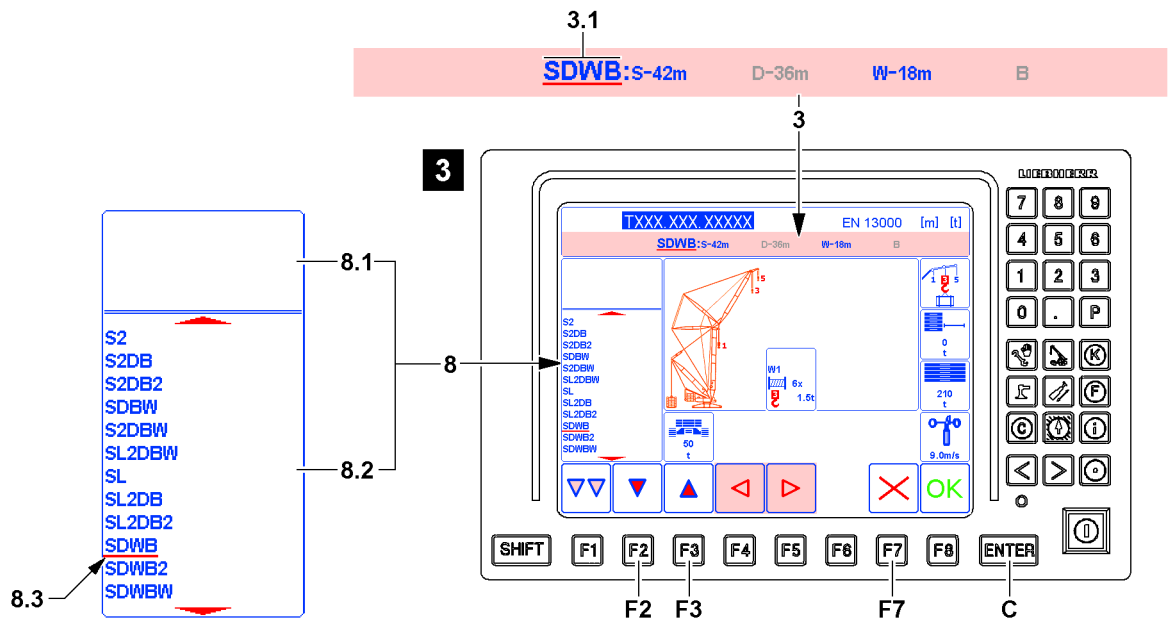 3.1
SDWB:S-42m D-36m W-18m B
3
3
LIEBHERR
TXXX.XXX.XXXXX EN 13000 [m] [t]
SDWB:S-42m D-36m W-18m B
8.1
S2
S2DB
S2DB2
SDBW
S2DBW
SL2DBW
SL
SL2DB
SL2DB2
SDWB
SDWB2
SDWBW
8.2
8.3
8
S2
S2DB
S2DB2
SDBW
S2DBW
SL2DBW
SL
SL2DB
SL2DB2
SDWB
SDWB2
SDWBW
5
3
1
W1
6x
3
1.5t
50
t
1 3 5
0
t
210
t
9.0m/s
OK
7 8 9
4 5 6
1 2 3
0 . P
K
F
C i
SHIFT F1 F2 F3 F4 F5 F6 F7 F8 ENTER
F2 F3 F7 C